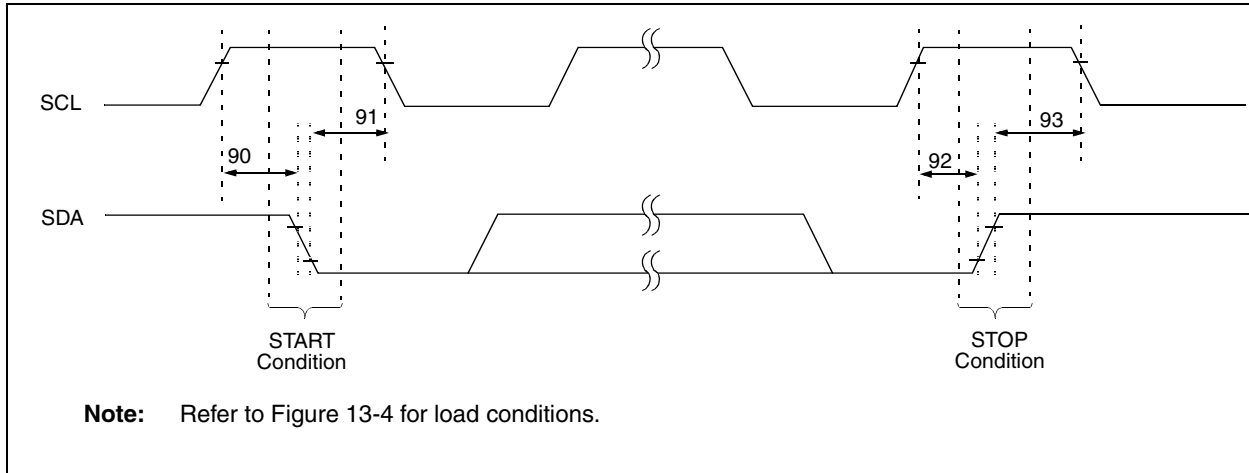 SCL
91
93
90
92
SDA
START
Condition
STOP
Condition
Note: Refer to Figure 13-4 for load conditions.